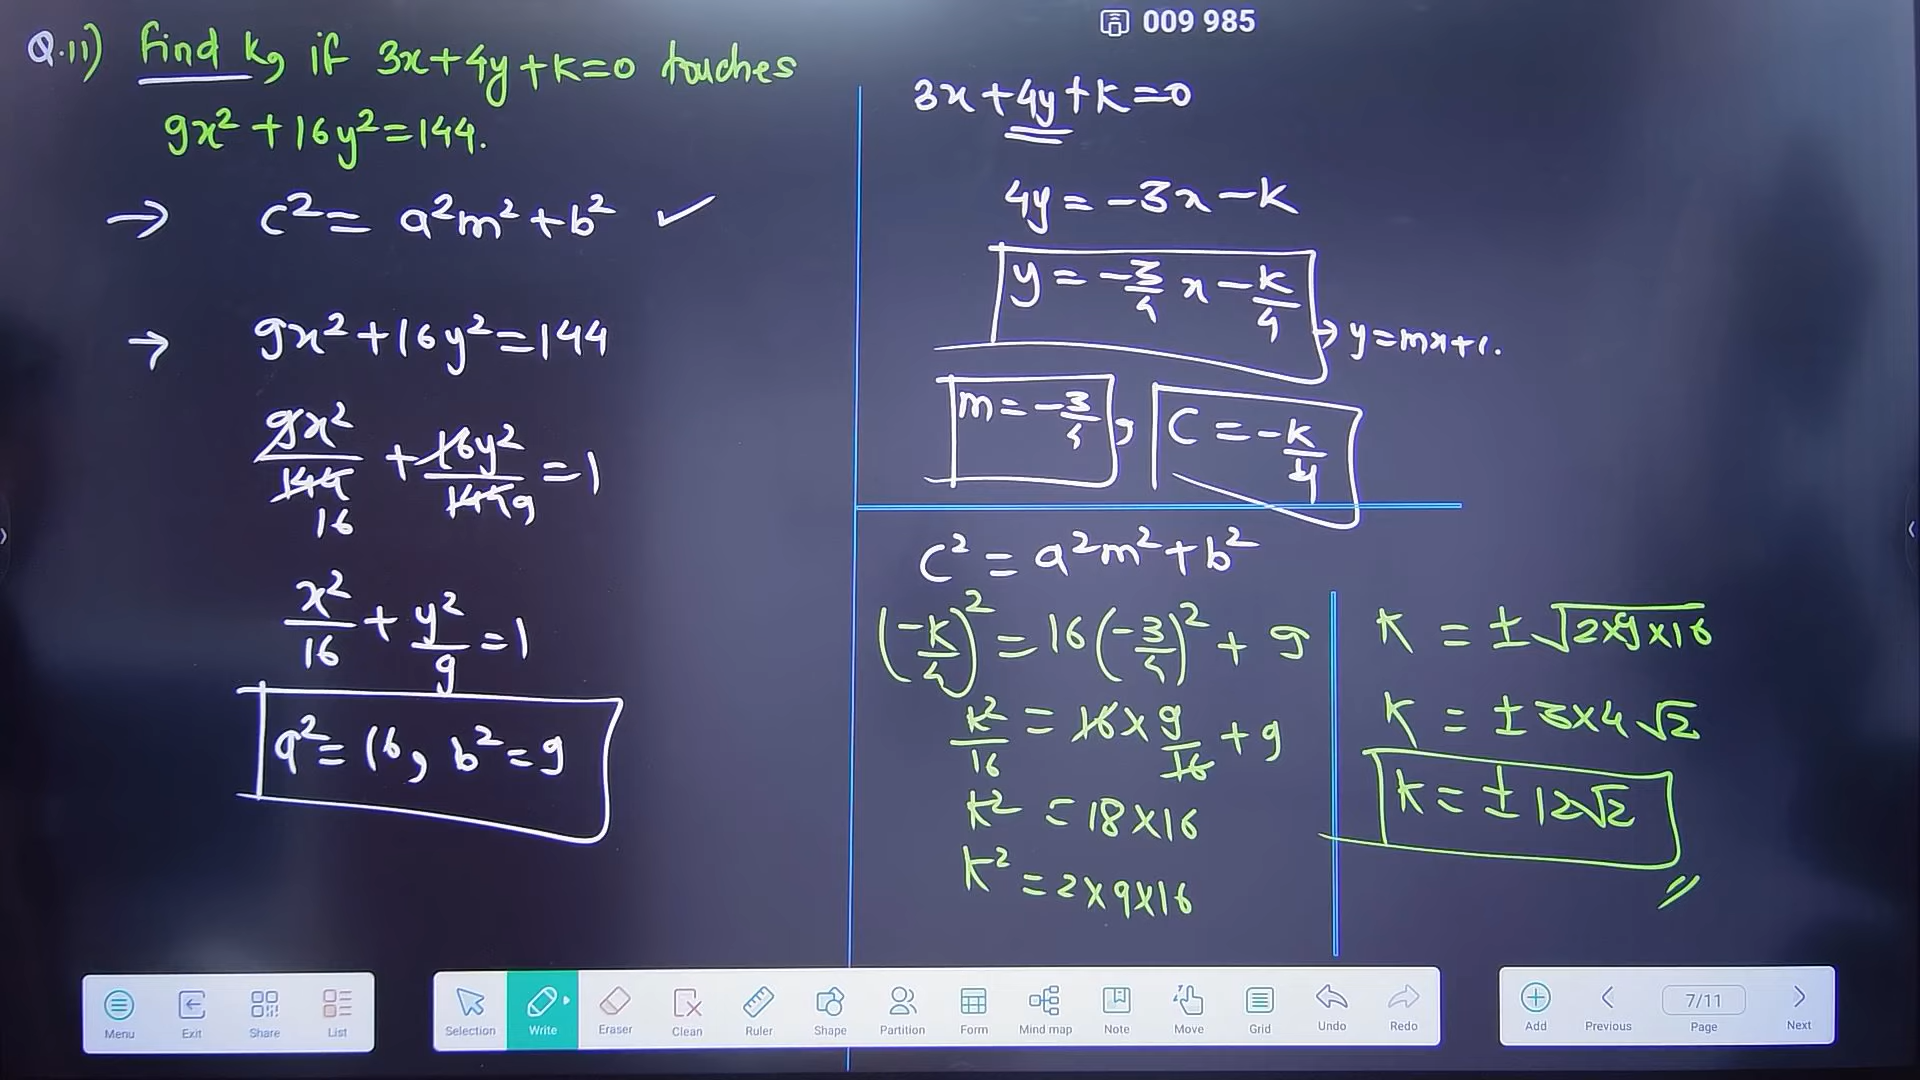 009 985
Q.11) Find k, if 3x+4y+k=0 touches
9x²+16y²=144.
→ c²= a²m²+b² ✓
→ 9x²+16y²=144
9x²/144 16 + 16y²/144 9 =1
x²/16 + y²/9 =1
a²=16, b²=9
3x+4y+k=0
4y=-3x-k
y=-3/4 x-k/4
→ y=mx+c.
m=-3/4, C=-k/4
c²=a²m²+b²
(-k/4)²=16(-3/4)²+9
k²/16=16×9/16+9
k²=18×16
k²=2×9×16
k=±√2×9×16
k=±3×4√2
k=±12√2
Menu Exit Share List
Selection Write Eraser Clean Ruler Shape Partition Form Mind map Note Move Grid Undo Redo
Add Previous 7/11 Page Next